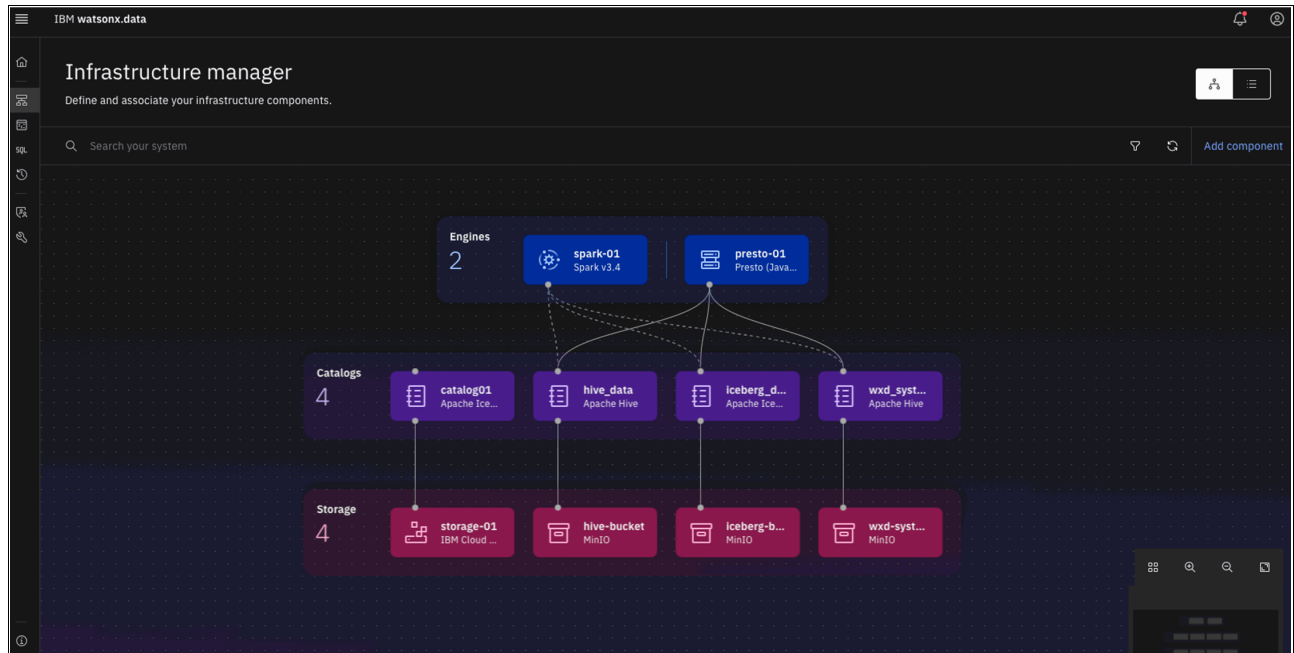 IBM watsonx.data
Infrastructure manager
Define and associate your infrastructure components.
Search your system
Add component
SQL
Engines
2
spark-01
Spark v3.4
presto-01
Presto (Java...
Catalogs
4
catalog01
Apache Ice...
hive_data
Apache Hive
iceberg_d...
Apache Ice...
wxd_syst...
Apache Hive
Storage
4
storage-01
IBM Cloud ...
hive-bucket
MinIO
iceberg-b...
MinIO
wxd-syst...
MinIO